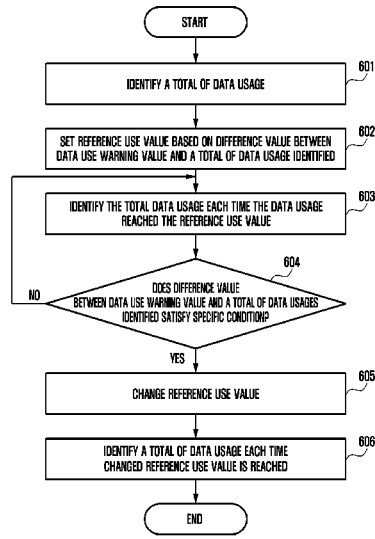 START
601
IDENTIFY A TOTAL OF DATA USAGE
602
SET REFERENCE USE VALUE BASED ON DIFFERENCE VALUE BETWEEN
DATA USE WARNING VALUE AND A TOTAL OF DATA USAGE IDENTIFIED
603
IDENTIFY THE TOTAL DATA USAGE EACH TIME THE DATA USAGE
REACHED THE REFERENCE USE VALUE
604
DOES DIFFERENCE VALUE
BETWEEN DATA USE WARNING VALUE AND A TOTAL OF DATA USAGES
IDENTIFIED SATISFY SPECIFIC CONDITION?
NO
YES
605
CHANGE REFERENCE USE VALUE
606
IDENTIFY A TOTAL OF DATA USAGE EACH TIME
CHANGED REFERENCE USE VALUE IS REACHED
END